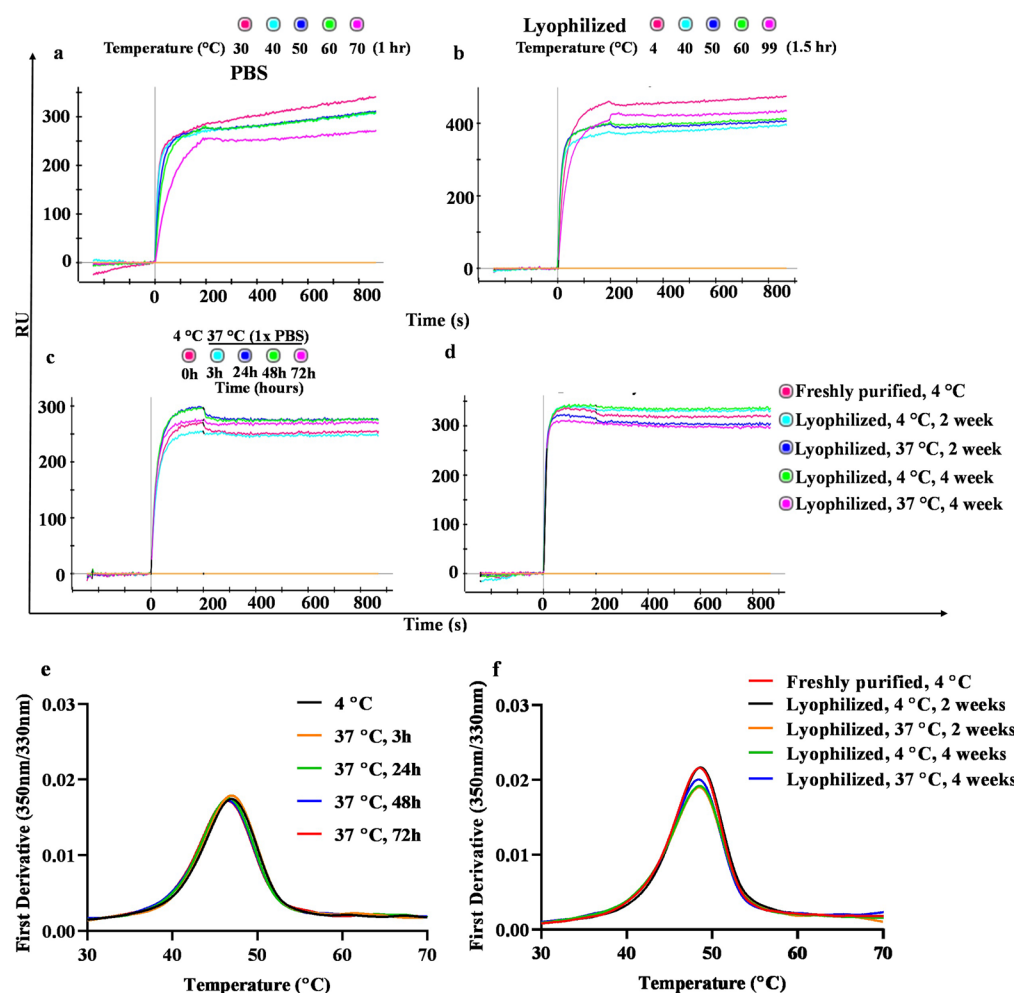 a
Temperature (°C) 30 40 50 60 70 (1 hr)
PBS
300
200
100
0
0 200 400 600 800
b
Lyophilized
Temperature (°C) 4 40 50 60 99 (1.5 hr)
400
200
0
0 200 400 600 800
RU
Time (s)
c
4 °C 37 °C (1x PBS)
0h 3h 24h 48h 72h
Time (hours)
300
200
100
0
0 200 400 600 800
d
300
200
100
0
0 200 400 600 800
Freshly purified, 4 °C
Lyophilized, 4 °C, 2 week
Lyophilized, 37 °C, 2 week
Lyophilized, 4 °C, 4 week
Lyophilized, 37 °C, 4 week
Time (s)
e
First Derivative (350nm/330nm)
0.03
0.02
0.01
0.00
30 40 50 60 70
Temperature (°C)
4 °C
37 °C, 3h
37 °C, 24h
37 °C, 48h
37 °C, 72h
f
First Derivative (350nm/330nm)
0.03
0.02
0.01
0.00
30 40 50 60 70
Temperature (°C)
Freshly purified, 4 °C
Lyophilized, 4 °C, 2 weeks
Lyophilized, 37 °C, 2 weeks
Lyophilized, 4 °C, 4 weeks
Lyophilized, 37 °C, 4 weeks